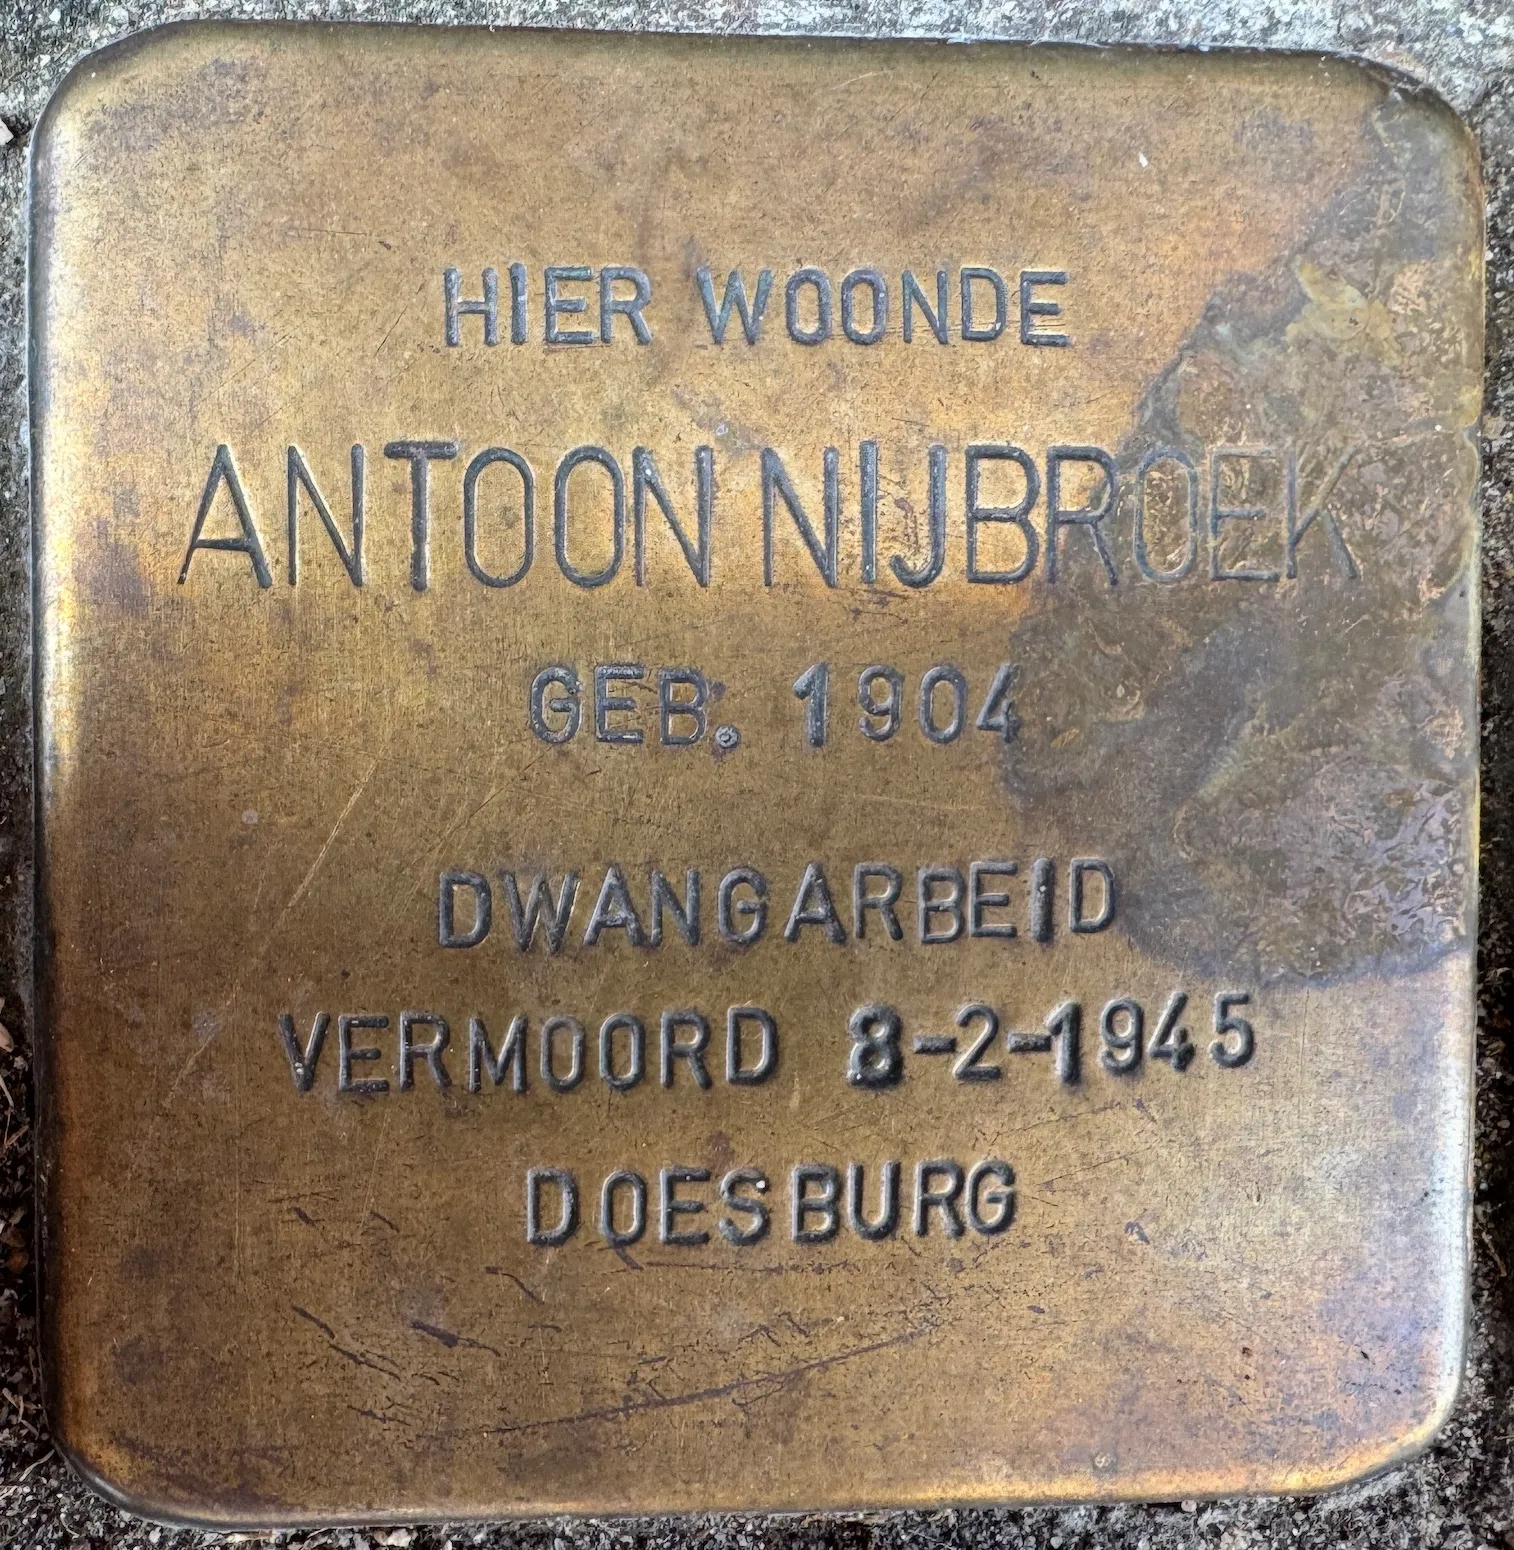 HIER WOONDE
ANTOON NIJBROEK
GEB. 1904
DWANGARBEID
VERMOORD 8-2-1945
DOESBURG